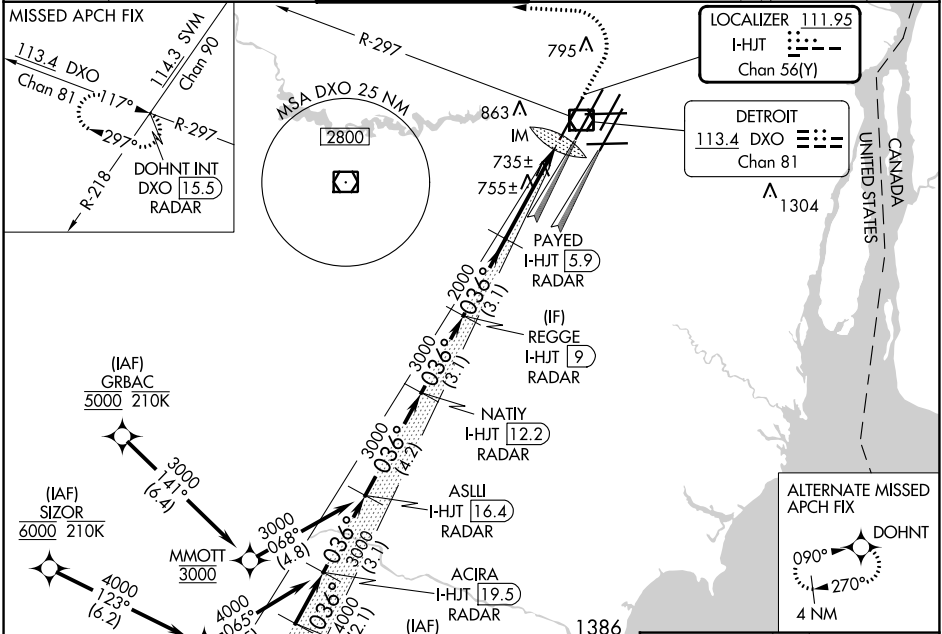 MISSED APCH FIX
113.4 DXO
Chan 81
114.3 SVM
Chan 90
117°
297°
R-297
R-218
DOHNT INT
DXO 15.5
RADAR
R-297
MSA DXO 25 NM
2800
795
863
IM
735±
755±
LOCALIZER 111.95
I-HJT
Chan 56(Y)
DETROIT
113.4 DXO
Chan 81
1304
CANADA
UNITED STATES
PAYED
I-HJT 5.9
RADAR
2000
036°
(3.1)
(IF)
REGGE
I-HJT 9
RADAR
3000
036°
(3.1)
NATIY
I-HJT 12.2
RADAR
3000
036°
(4.2)
ASLLI
I-HJT 16.4
RADAR
036°
3000
(3.1)
ACIRA
I-HJT 19.5
RADAR
036°
4000
(IAF)
(IAF)
GRBAC
5000 210K
3000
141°
(6.4)
(IAF)
SIZOR
6000 210K
4000
123°
(6.2)
MMOTT
3000
3000
068°
(4.8)
4000
065°
1386
ALTERNATE MISSED
APCH FIX
DOHNT
090°
270°
4 NM